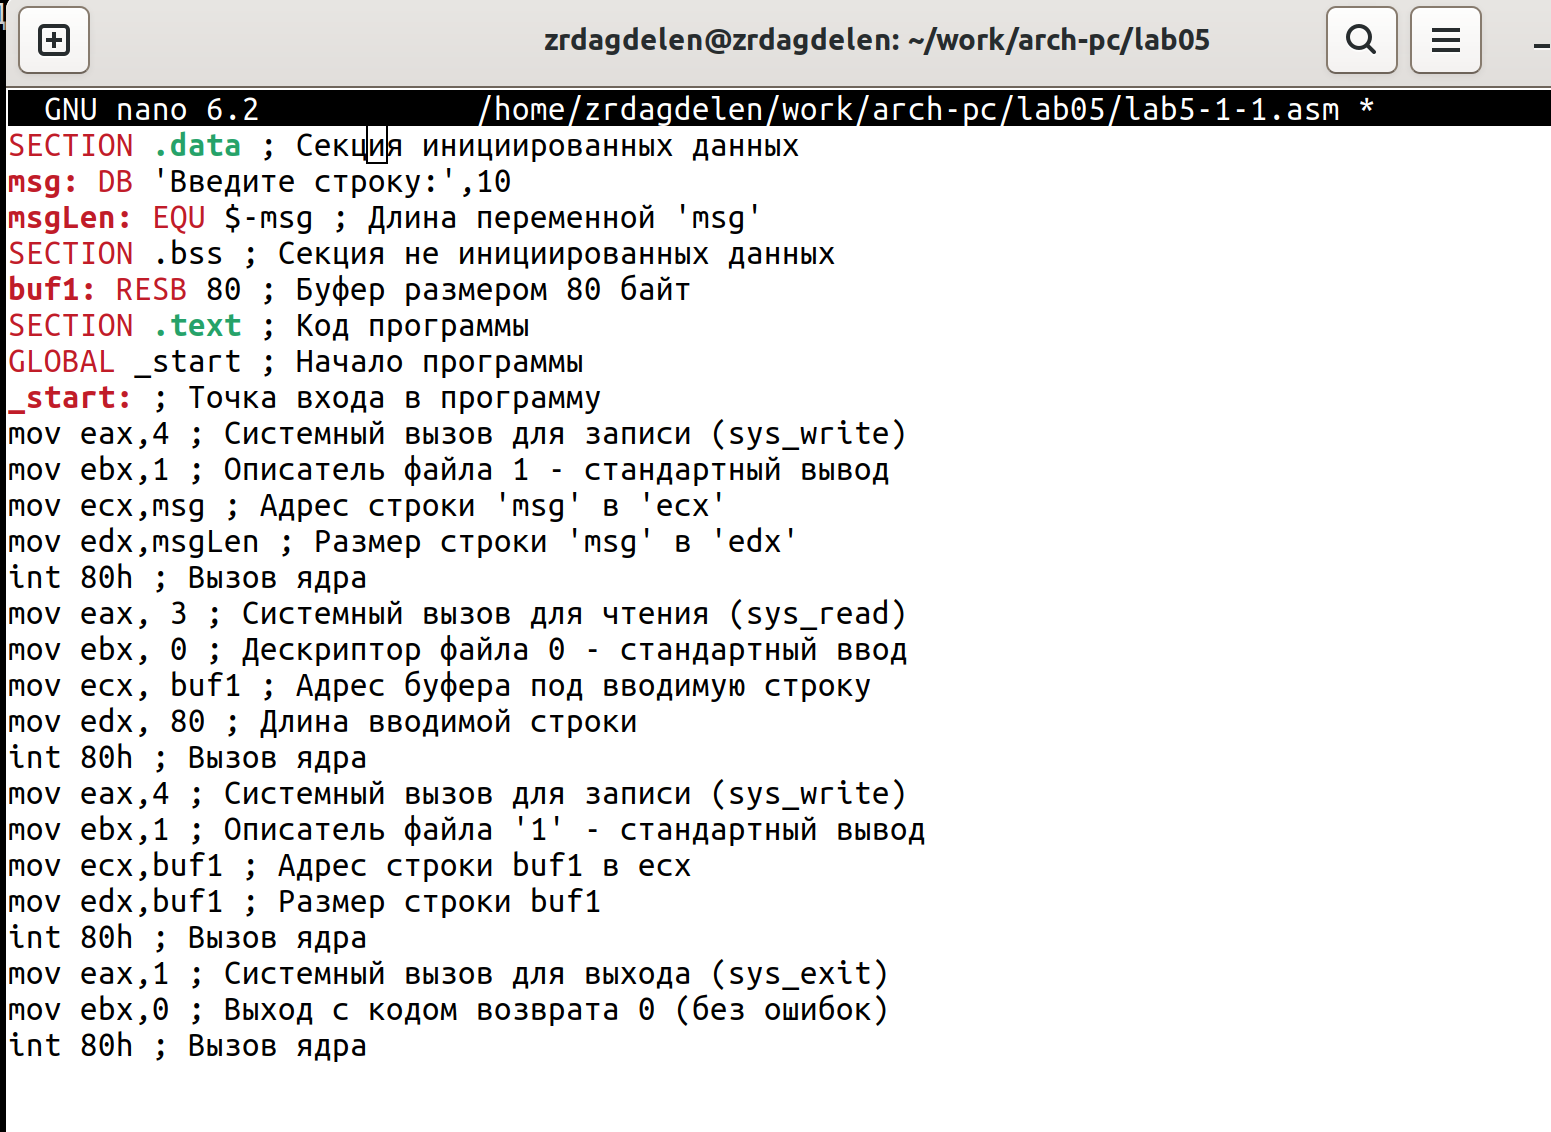 zrdagdelen@zrdagdelen: ~/work/arch-pc/lab05
GNU nano 6.2 /home/zrdagdelen/work/arch-pc/lab05/lab5-1-1.asm *
SECTION .data ; Секция инициированных данных
msg: DB 'Введите строку:',10
msgLen: EQU $-msg ; Длина переменной 'msg'
SECTION .bss ; Секция не инициированных данных
buf1: RESB 80 ; Буфер размером 80 байт
SECTION .text ; Код программы
GLOBAL _start ; Начало программы
_start: ; Точка входа в программу
mov eax,4 ; Системный вызов для записи (sys_write)
mov ebx,1 ; Описатель файла 1 - стандартный вывод
mov ecx,msg ; Адрес строки 'msg' в 'ecx'
mov edx,msgLen ; Размер строки 'msg' в 'edx'
int 80h ; Вызов ядра
mov eax, 3 ; Системный вызов для чтения (sys_read)
mov ebx, 0 ; Дескриптор файла 0 - стандартный ввод
mov ecx, buf1 ; Адрес буфера под вводимую строку
mov edx, 80 ; Длина вводимой строки
int 80h ; Вызов ядра
mov eax,4 ; Системный вызов для записи (sys_write)
mov ebx,1 ; Описатель файла '1' - стандартный вывод
mov ecx,buf1 ; Адрес строки buf1 в ecx
mov edx,buf1 ; Размер строки buf1
int 80h ; Вызов ядра
mov eax,1 ; Системный вызов для выхода (sys_exit)
mov ebx,0 ; Выход с кодом возврата 0 (без ошибок)
int 80h ; Вызов ядра